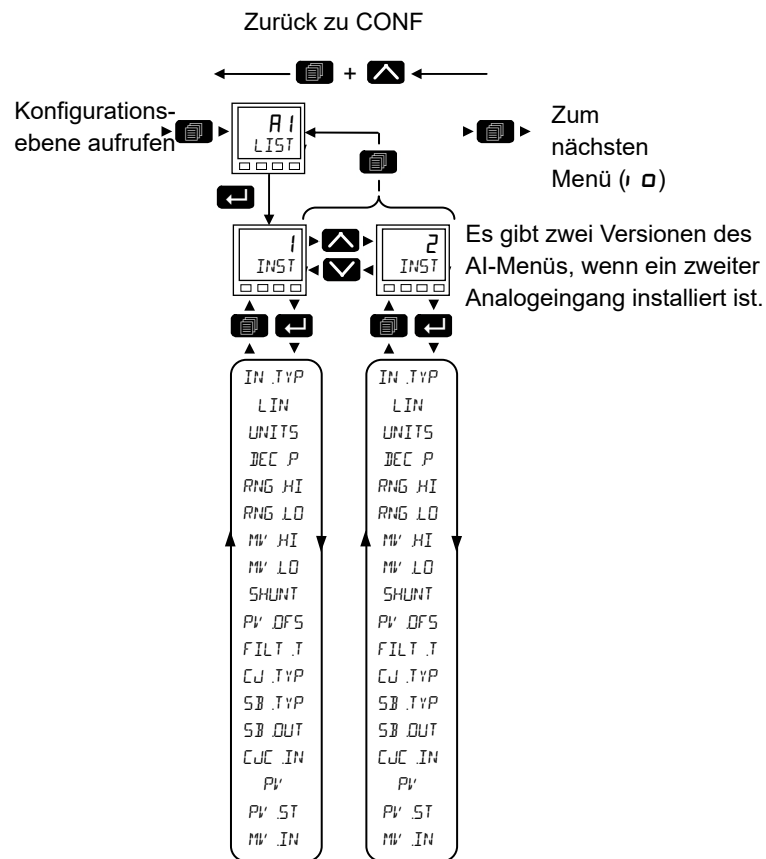 Zurück zu CONF
+
Konfigurations-
ebene aufrufen
AI
LIST
Zum
nächsten
Menü (io)
1
INST
2
INST
Es gibt zwei Versionen des
AI-Menüs, wenn ein zweiter
Analogeingang installiert ist.
IN.TYP
LIN
UNITS
DEC.P
RNG.HI
RNG.LO
MV.HI
MV.LO
SHUNT
PV.OFS
FILT.T
CJ.TYP
SB.TYP
SB.OUT
CJC.IN
PV
PV.ST
MV.IN
IN.TYP
LIN
UNITS
DEC.P
RNG.HI
RNG.LO
MV.HI
MV.LO
SHUNT
PV.OFS
FILT.T
CJ.TYP
SB.TYP
SB.OUT
CJC.IN
PV
PV.ST
MV.IN